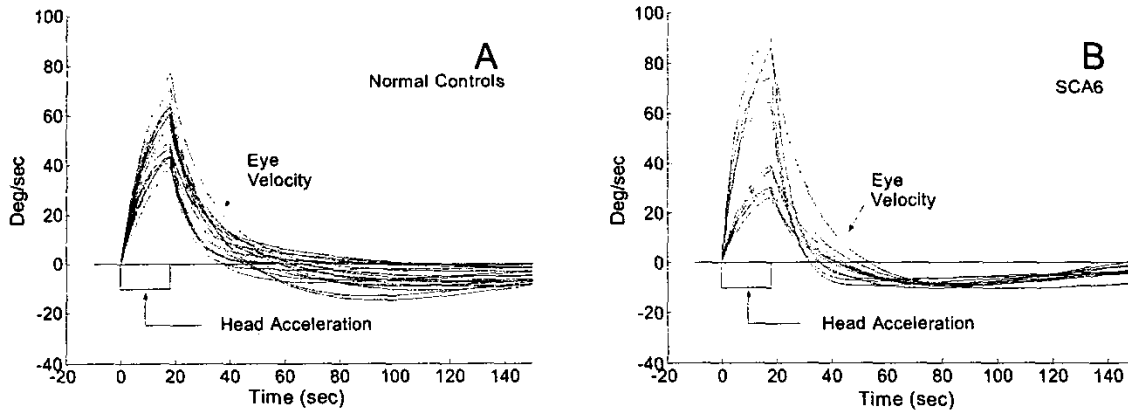 100
80
60
40
20
0
-20
-40
Deg/sec
A
Normal Controls
Eye
Velocity
Head Acceleration
-20 0 20 40 60 80 100 120 140
Time (sec)
100
80
60
40
20
0
-20
-40
Deg/sec
B
SCA6
Eye
Velocity
Head Acceleration
-20 0 20 40 60 80 100 120 140
Time (sec)